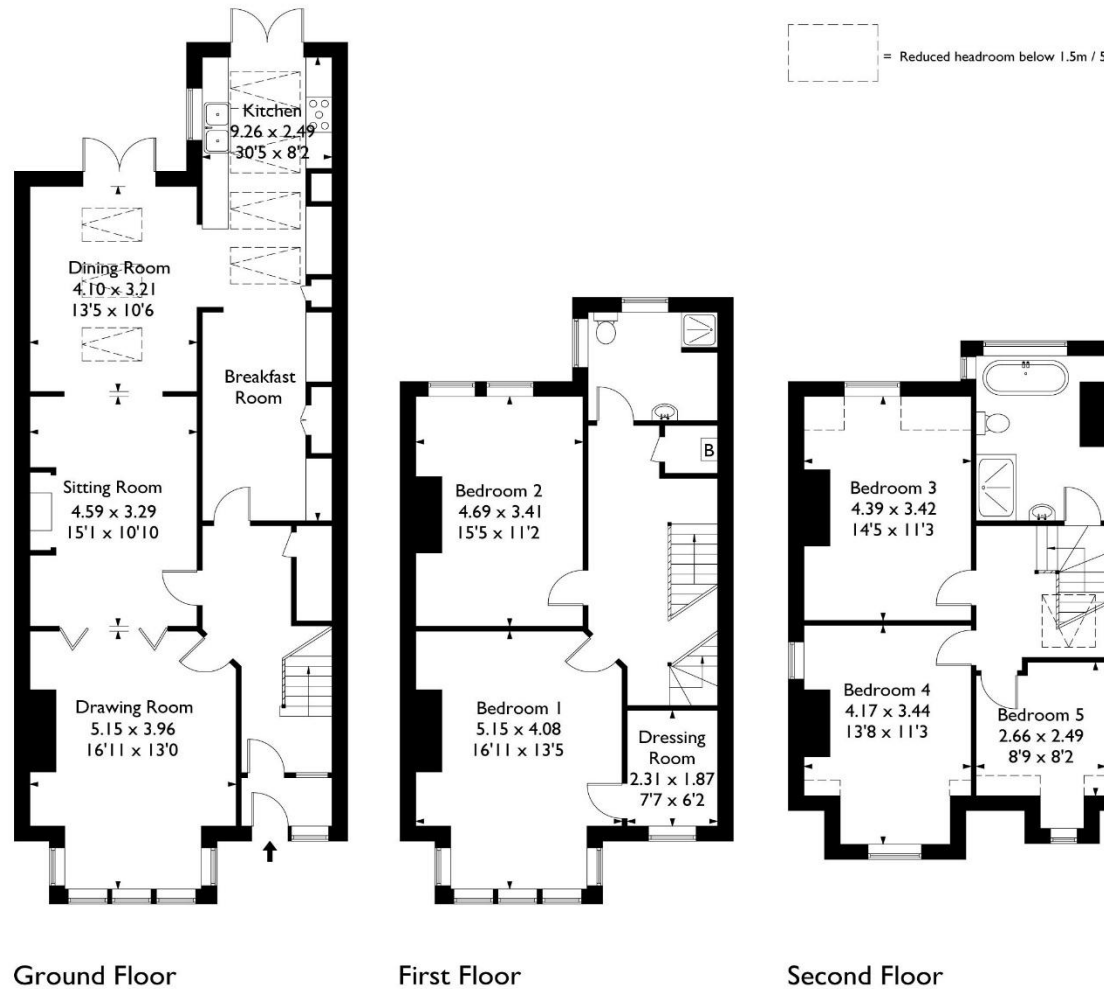 = Reduced headroom below 1.5m / 5
Kitchen
9.26 x 2.49
30'5 x 8'2
Dining Room
4.10 x 3.21
13'5 x 10'6
Breakfast
Room
Sitting Room
4.59 x 3.29
15'1 x 10'10
Drawing Room
5.15 x 3.96
16'11 x 13'0
Ground Floor
B
Bedroom 2
4.69 x 3.41
15'5 x 11'2
Bedroom 1
5.15 x 4.08
16'11 x 13'5
Dressing
Room
2.31 x 1.87
7'7 x 6'2
First Floor
Bedroom 3
4.39 x 3.42
14'5 x 11'3
Bedroom 4
4.17 x 3.44
13'8 x 11'3
Bedroom 5
2.66 x 2.49
8'9 x 8'2
Second Floor